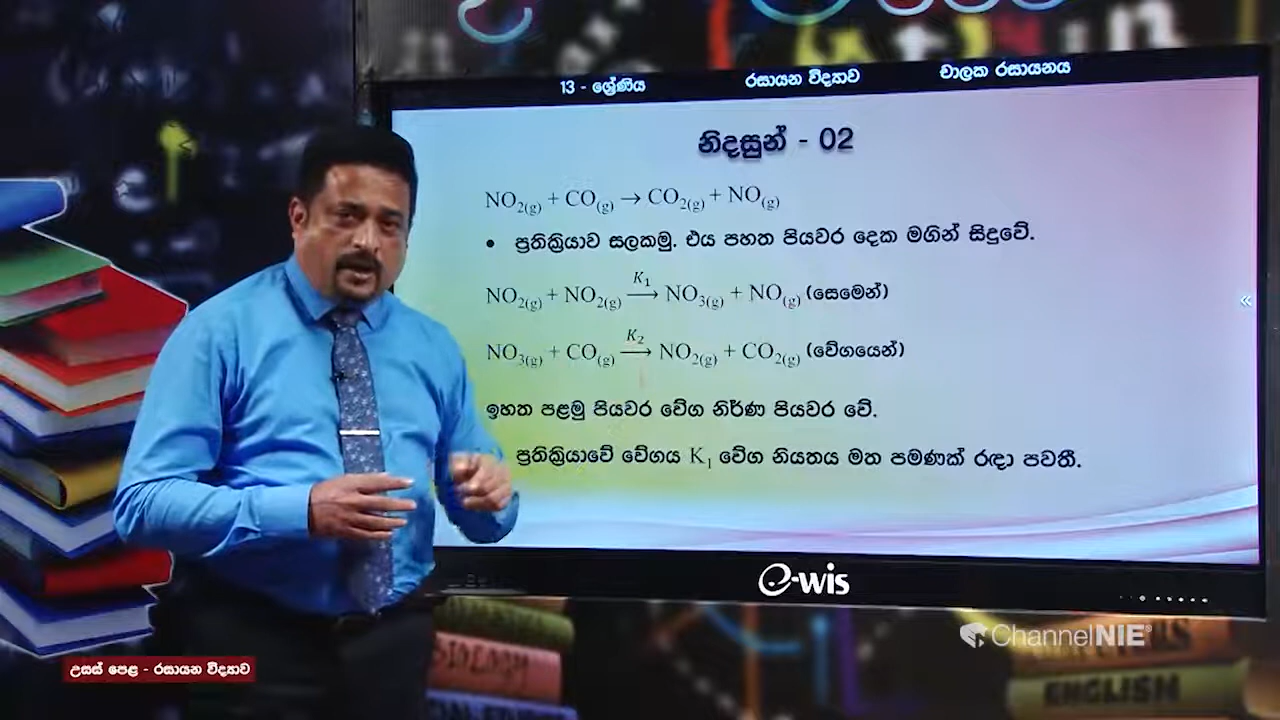 13 - ශ්‍රේණිය රසායන විද්‍යාව චාලක රසායනය
නිදසුන් - 02
NO₂(g) + CO(g) → CO₂(g) + NO(g)
• ප්‍රතික්‍රියාව සලකමු. එය පහත පියවර දෙක මගින් සිදුවේ.
K₁
NO₂(g) + NO₂(g) ⟶ NO₃(g) + NO(g) (සෙමෙන්)
K₂
NO₃(g) + CO(g) ⟶ NO₂(g) + CO₂(g) (වේගයෙන්)
ඉහත පළමු පියවර වේග නිර්ණ පියවර වේ.
ප්‍රතික්‍රියාවේ වේගය K₁ වේග නියතය මත පමණක් රඳා පවතී.
e-wis
ChannelNIE
උසස් පෙළ - රසායන විද්‍යාව
ENGLISH